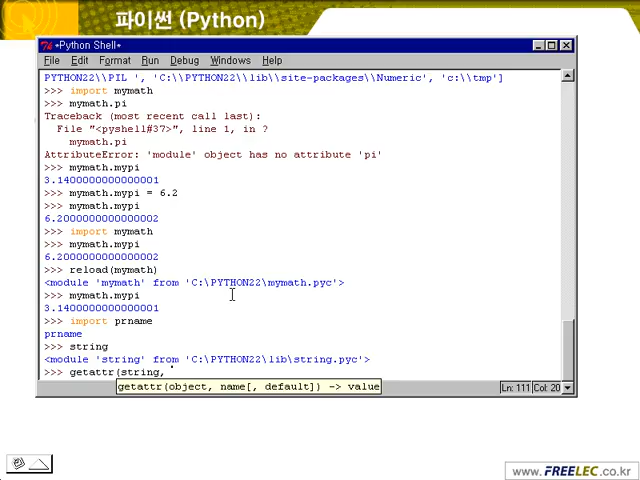 파이썬 (Python)
*Python Shell*
File Edit Format Run Debug Windows Help
PYTHON22\\PIL ', 'C:\\PYTHON22\\lib\\site-packages\\Numeric', 'c:\\tmp']
>>> import mymath
>>> mymath.pi
Traceback (most recent call last):
File "<pyshell#37>", line 1, in ?
mymath.pi
AttributeError: 'module' object has no attribute 'pi'
>>> mymath.mypi
3.1400000000000001
>>> mymath.mypi = 6.2
>>> mymath.mypi
6.2000000000000002
>>> import mymath
>>> mymath.mypi
6.2000000000000002
>>> reload(mymath)
<module 'mymath' from 'C:\PYTHON22\mymath.pyc'>
>>> mymath.mypi
3.1400000000000001
>>> import prname
prname
>>> string
<module 'string' from 'C:\PYTHON22\lib\string.pyc'>
>>> getattr(string, '
getattr(object, name[, default]) -> value
Ln: 111 Col: 20
www.FREELEC.co.kr